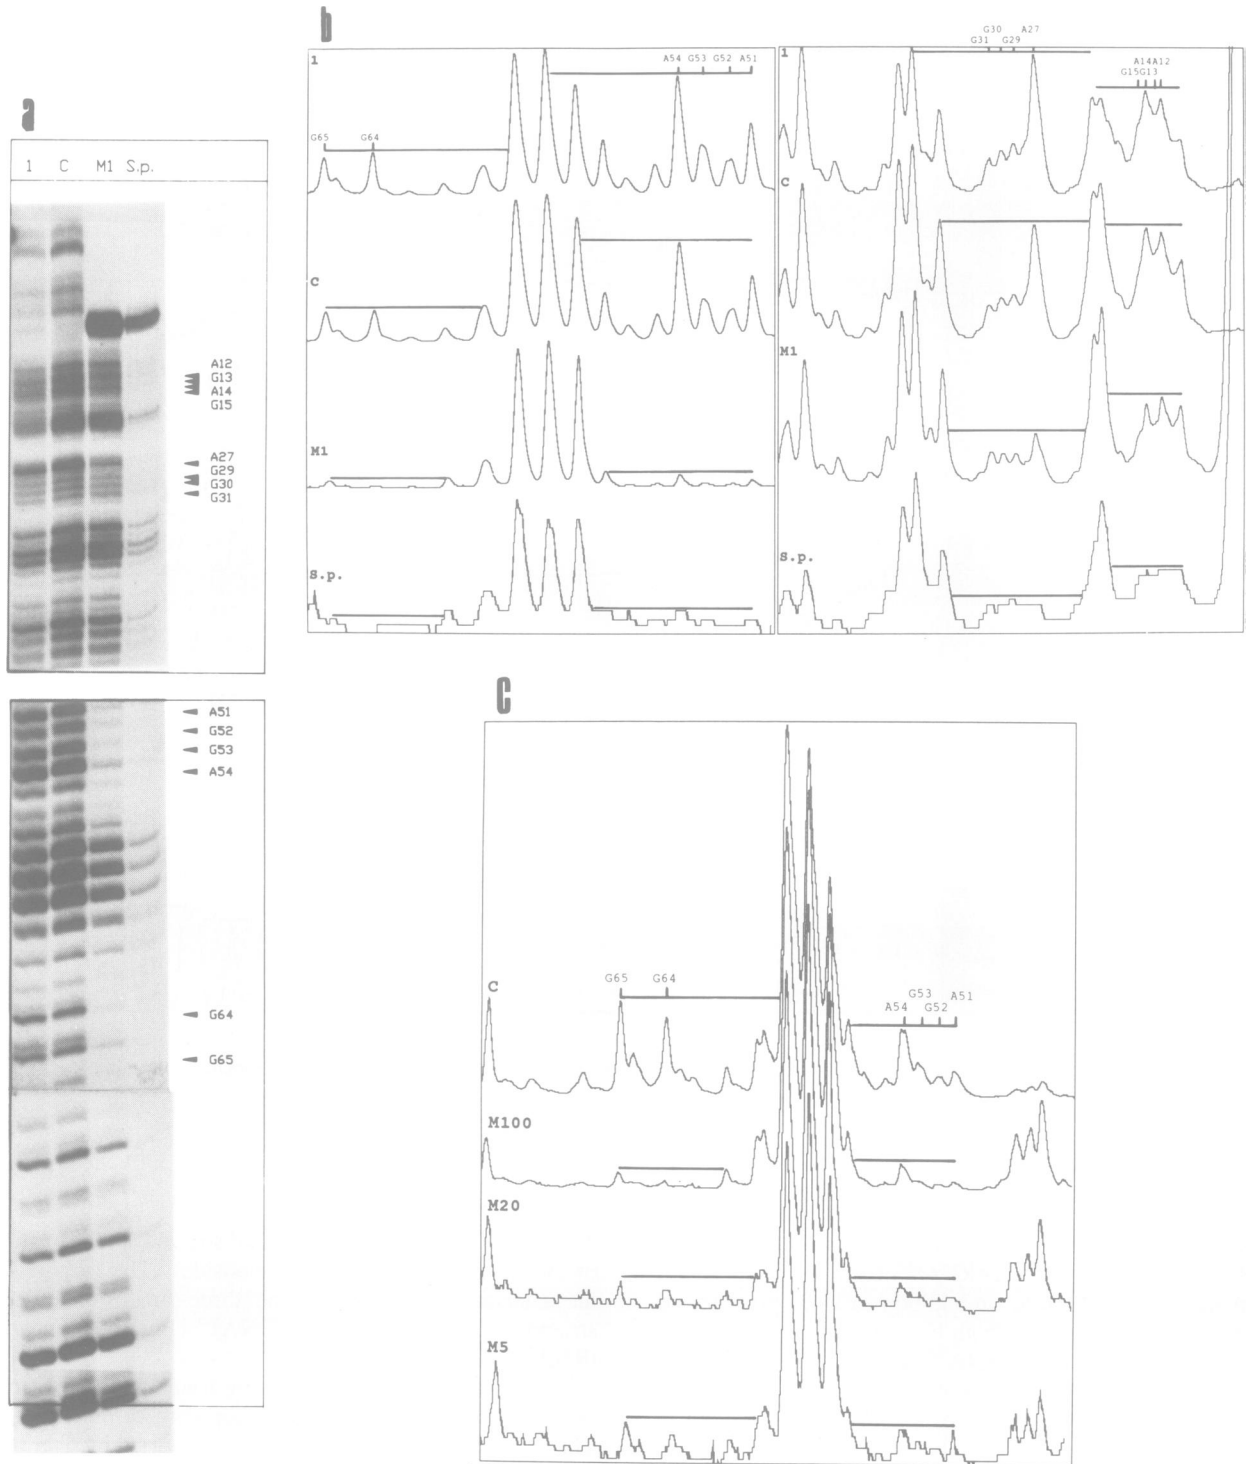 a
1 C M1 S.p.
A12
G13
A14
G15
A27
G29
G30
G31
A51
G52
G53
A54
G64
G65
b
1
A54 G53 G52 A51
G65 G64
C
M1
S.p.
1
G30 A27
G31 G29
A14A12
G15G13
C
M1
S.p.
C
C
G65 G64
G53 A51
A54 G52
M100
M20
M5